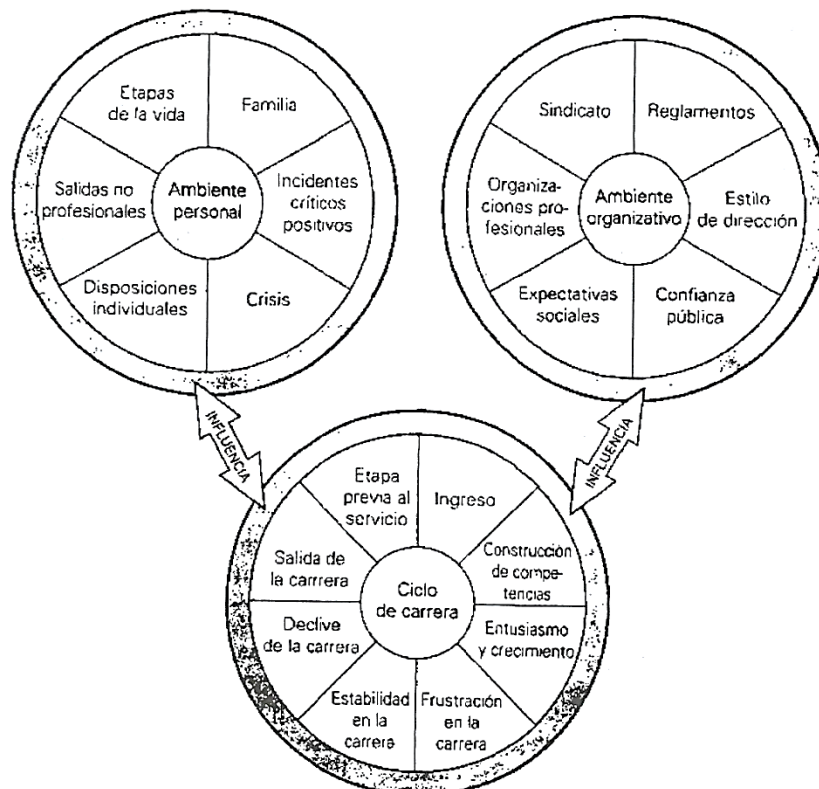 Etapas
de la vida
Familia
Salidas no
profesionales
Ambiente
personal
Incidentes
críticos
positivos
Disposiciones
individuales
Crisis
Sindicato
Reglamentos
Organiza-
ciones pro-
fesionales
Ambiente
organizativo
Estilo
de dirección
Expectativas
sociales
Confianza
pública
INFLUENCIA
INFLUENCIA
Etapa
previa al
servicio
Ingreso
Salida de
la carrrera
Construcción
de compe-
tencias
Ciclo
de carrera
Declive
de la carrera
Entusiasmo
y crecimiento
Estabilidad
en la
carrera
Frustración
en la
carrera